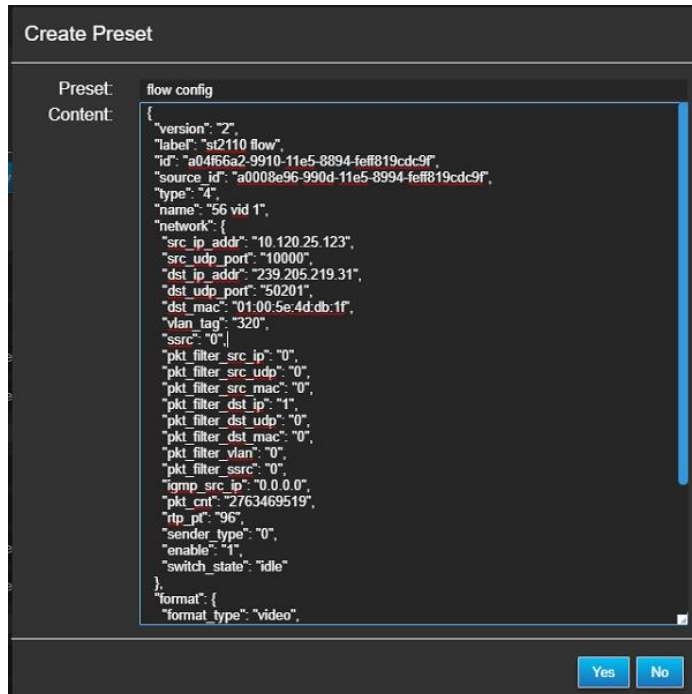 Create Preset
Preset: flow config
Content: {
"version": "2",
"label": "st2110 flow",
"id": "a04f66a2-9910-11e5-8894-feff819cdc9f",
"source_id": "a0008e96-990d-11e5-8994-feff819cdc9f",
"type": "4",
"name": "56 vid 1",
"network": {
"src_ip_addr": "10.120.25.123",
"src_udp_port": "10000",
"dst_ip_addr": "239.205.219.31",
"dst_udp_port": "50201",
"dst_mac": "01:00:5e:4d:db:1f",
"vlan_tag": "320",
"ssrc": "0",
"pkt_filter_src_ip": "0",
"pkt_filter_src_udp": "0",
"pkt_filter_src_mac": "0",
"pkt_filter_dst_ip": "1",
"pkt_filter_dst_udp": "0",
"pkt_filter_dst_mac": "0",
"pkt_filter_vlan": "0",
"pkt_filter_ssrc": "0",
"igmp_src_ip": "0.0.0.0",
"pkt_cnt": "2763469519",
"rtp_pt": "96",
"sender_type": "0",
"enable": "1",
"switch_state": "idle"
},
"format": {
"format_type": "video",
Yes No